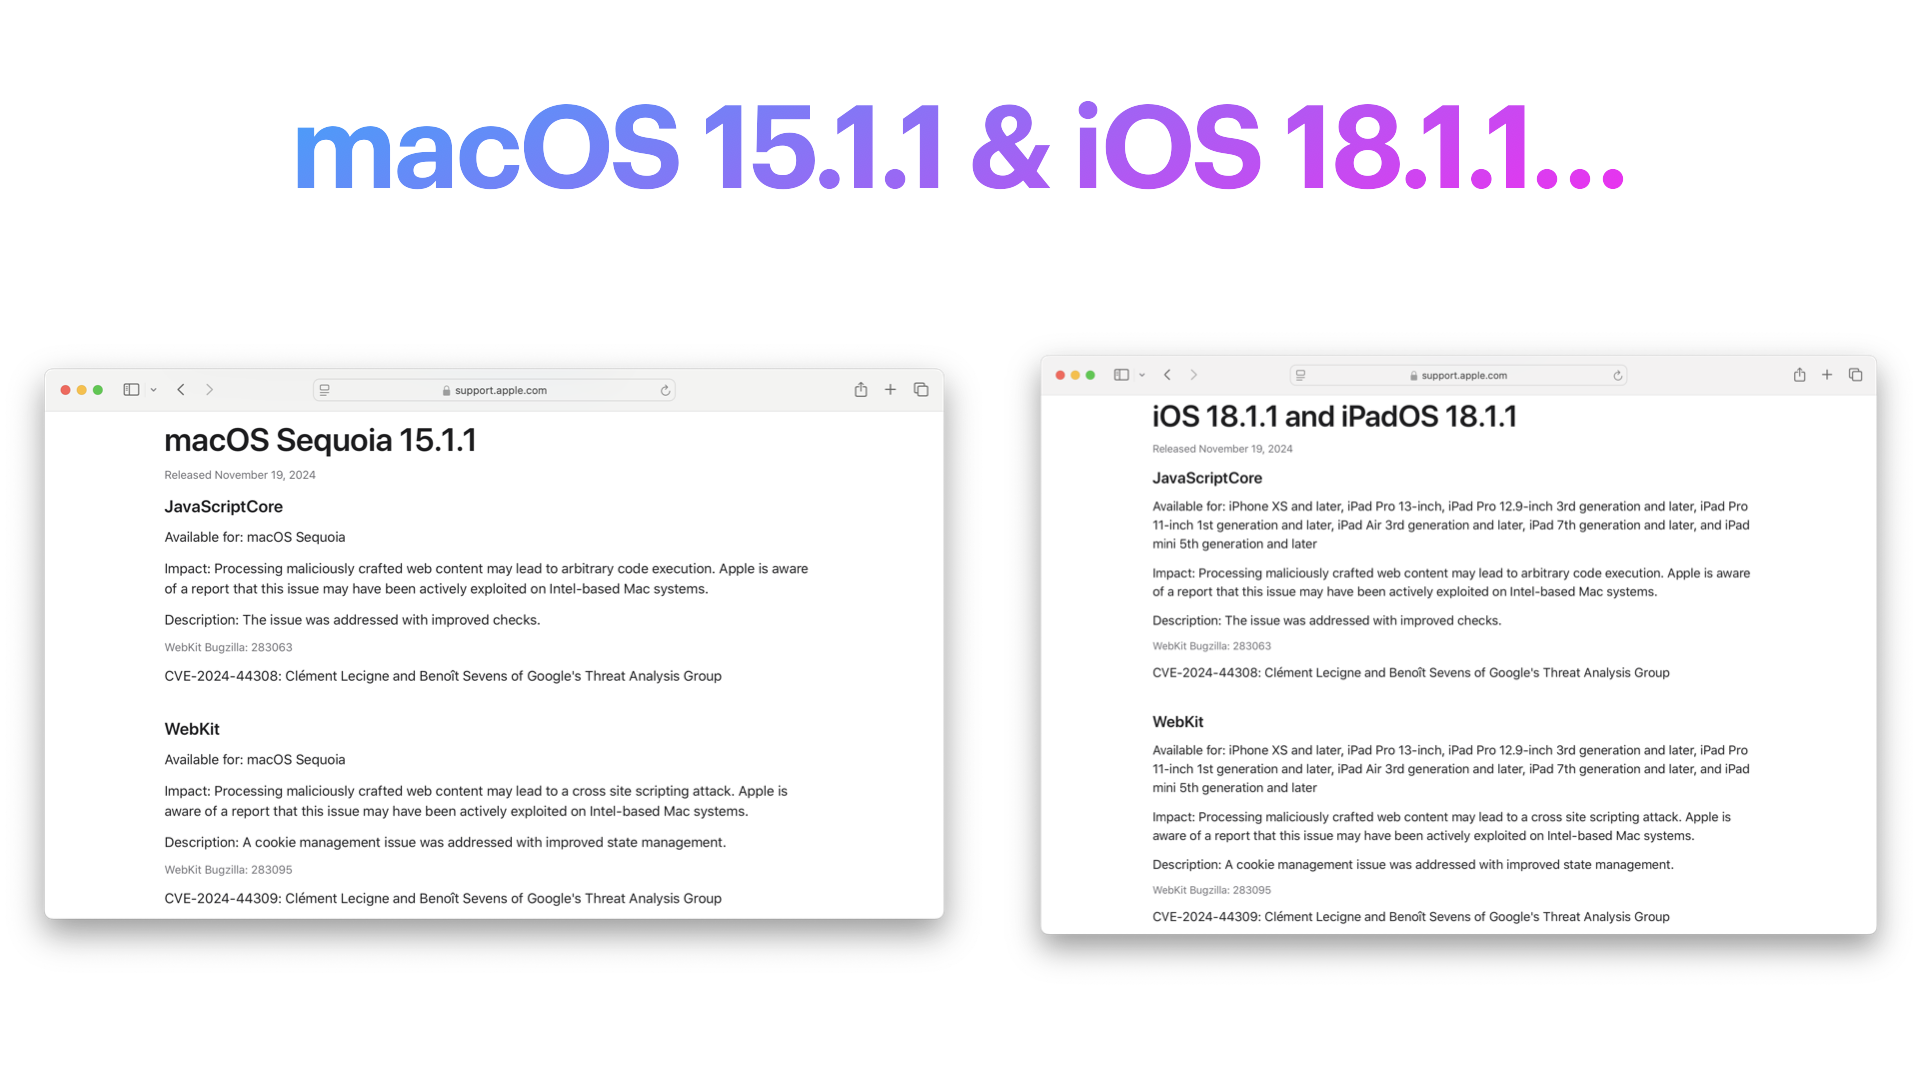 macOS 15.1.1 & iOS 18.1.1...
support.apple.com
macOS Sequoia 15.1.1
Released November 19, 2024
JavaScriptCore
Available for: macOS Sequoia
Impact: Processing maliciously crafted web content may lead to arbitrary code execution. Apple is aware
of a report that this issue may have been actively exploited on Intel-based Mac systems.
Description: The issue was addressed with improved checks.
WebKit Bugzilla: 283063
CVE-2024-44308: Clément Lecigne and Benoît Sevens of Google's Threat Analysis Group
WebKit
Available for: macOS Sequoia
Impact: Processing maliciously crafted web content may lead to a cross site scripting attack. Apple is
aware of a report that this issue may have been actively exploited on Intel-based Mac systems.
Description: A cookie management issue was addressed with improved state management.
WebKit Bugzilla: 283095
CVE-2024-44309: Clément Lecigne and Benoît Sevens of Google's Threat Analysis Group
support.apple.com
iOS 18.1.1 and iPadOS 18.1.1
Released November 19, 2024
JavaScriptCore
Available for: iPhone XS and later, iPad Pro 13-inch, iPad Pro 12.9-inch 3rd generation and later, iPad Pro
11-inch 1st generation and later, iPad Air 3rd generation and later, iPad 7th generation and later, and iPad
mini 5th generation and later
Impact: Processing maliciously crafted web content may lead to arbitrary code execution. Apple is aware
of a report that this issue may have been actively exploited on Intel-based Mac systems.
Description: The issue was addressed with improved checks.
WebKit Bugzilla: 283063
CVE-2024-44308: Clément Lecigne and Benoît Sevens of Google's Threat Analysis Group
WebKit
Available for: iPhone XS and later, iPad Pro 13-inch, iPad Pro 12.9-inch 3rd generation and later, iPad Pro
11-inch 1st generation and later, iPad Air 3rd generation and later, iPad 7th generation and later, and iPad
mini 5th generation and later
Impact: Processing maliciously crafted web content may lead to a cross site scripting attack. Apple is
aware of a report that this issue may have been actively exploited on Intel-based Mac systems.
Description: A cookie management issue was addressed with improved state management.
WebKit Bugzilla: 283095
CVE-2024-44309: Clément Lecigne and Benoît Sevens of Google's Threat Analysis Group